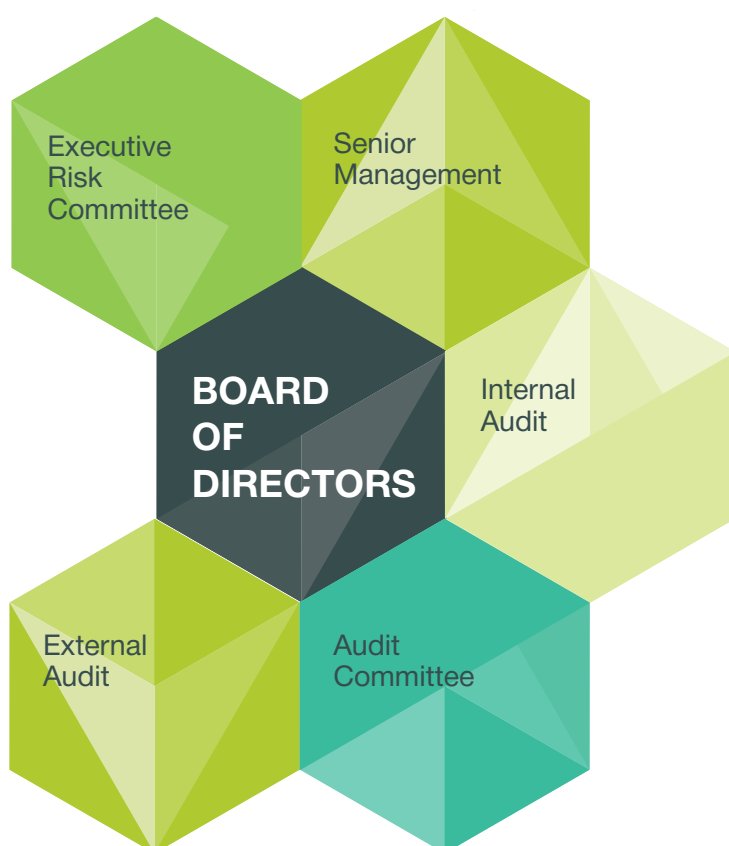 Executive
Risk
Committee
Senior
Management
BOARD
OF
DIRECTORS
Internal
Audit
External
Audit
Audit
Committee